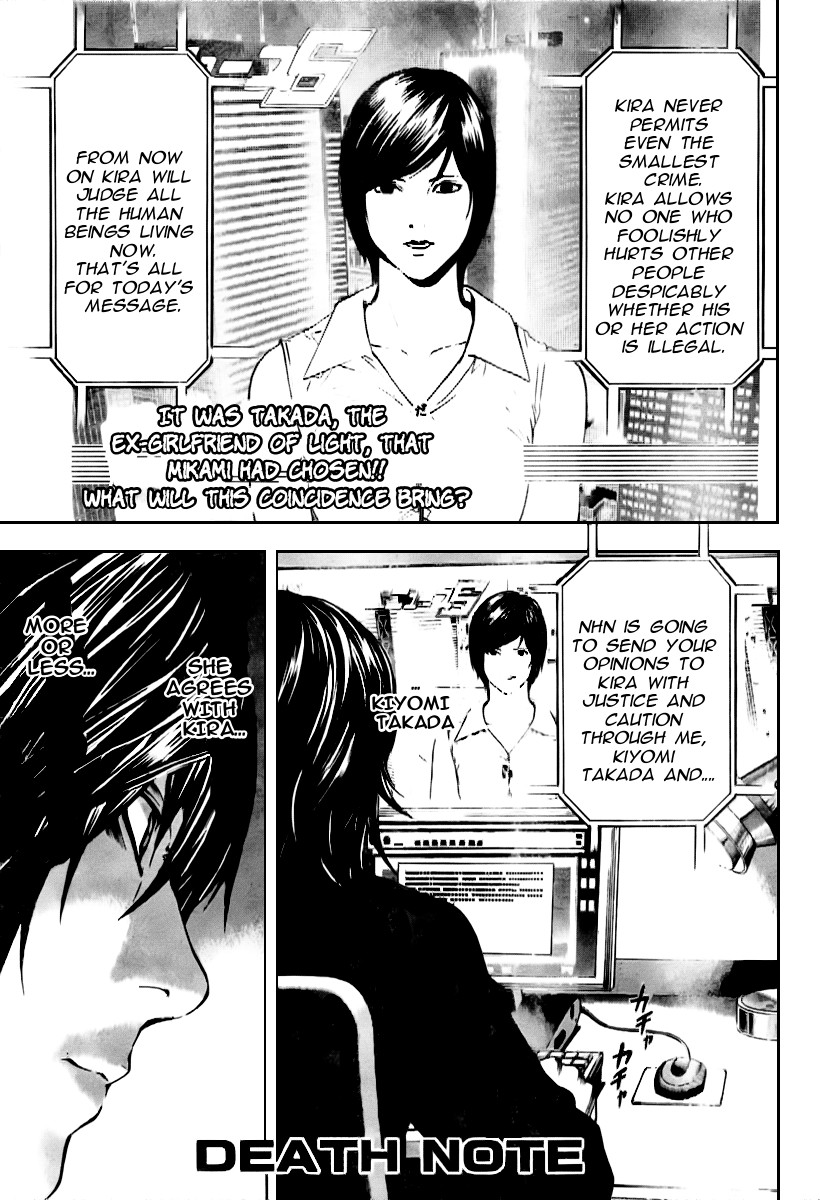 KIRA NEVER
PERMITS
EVEN THE
SMALLEST
CRIME.
KIRA ALLOWS
NO ONE WHO
FOOLISHLY
HURTS OTHER
PEOPLE
DESPICABLY
WHETHER HIS
OR HER ACTION
IS ILLEGAL.
FROM NOW
ON KIRA WILL
JUDGE ALL
THE HUMAN
BEINGS LIVING
NOW.
THAT'S ALL
FOR TODAY'S
MESSAGE.
IT WAS TAKADA, THE
EX-GIRLFRIEND OF LIGHT, THAT
MIKAMI HAD CHOSEN!!
WHAT WILL THIS COINCIDENCE BRING?
NHN IS GOING
TO SEND YOUR
OPINIONS TO
KIRA WITH
JUSTICE AND
CAUTION
THROUGH ME,
KIYOMI
TAKADA AND....
...
KIYOMI
TAKADA
カチャ
カチャ
SHE
AGREES
WITH
KIRA...
MORE
OR
LESS...
DEATH NOTE